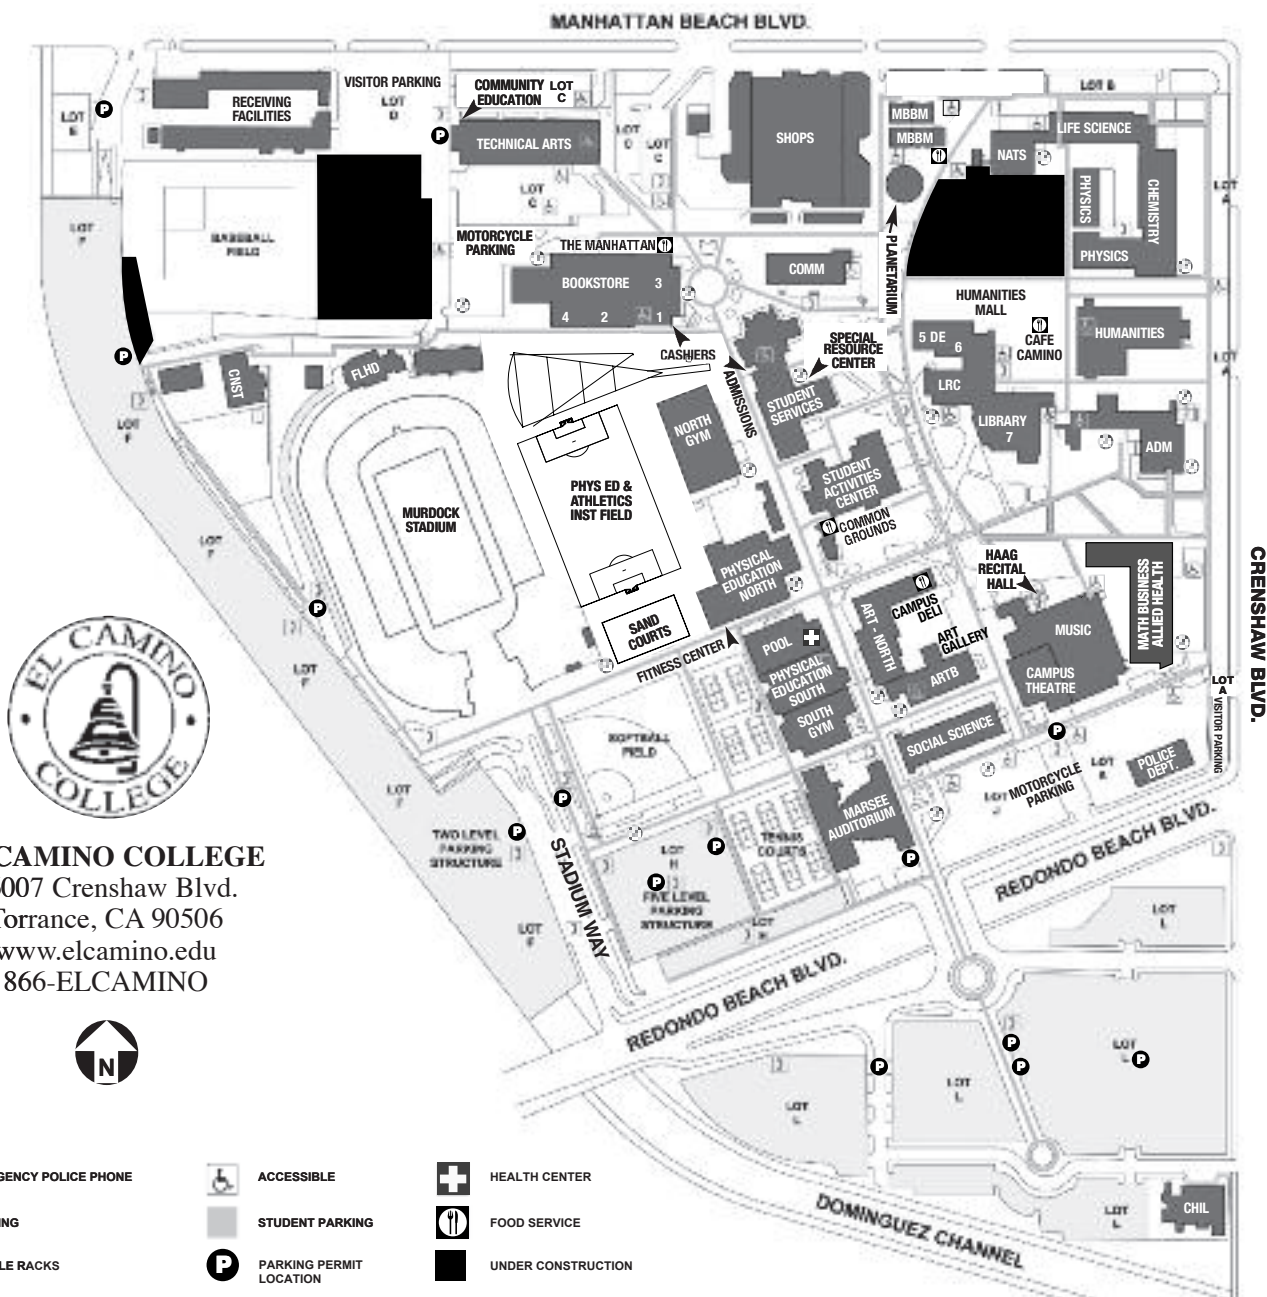 MANHATTAN BEACH BLVD.
VISITOR PARKING
LOT
D
COMMUNITY
EDUCATION
LOT
C
LOT B
LOT
E
RECEIVING
FACILITIES
TECHNICAL ARTS
LOT
C
LOT
C
SHOPS
MBBM
MBBM
NATS
LIFE SCIENCE
PHYSICS
CHEMISTRY
PHYSICS
LOT
A
LOT
C
LOT
F
BASEBALL
FIELD
MOTORCYCLE
PARKING
THE MANHATTAN
BOOKSTORE
3
4
2
1
COMM
PLANETARIUM
HUMANITIES
MALL
CAFE
CAMINO
HUMANITIES
5 DE
6
LRC
LIBRARY
7
ADM
LOT
A
CASHIERS
ADMISSIONS
SPECIAL
RESOURCE
CENTER
STUDENT
SERVICES
CNST
FLHD
LOT
F
NORTH
GYM
STUDENT
ACTIVITIES
CENTER
COMMON
GROUNDS
MURDOCK
STADIUM
PHYS ED &
ATHLETICS
INST FIELD
LOT
F
PHYSICAL
EDUCATION
NORTH
HAAG
RECITAL
HALL
MATH BUSINESS
ALLIED HEALTH
CRENSHAW BLVD.
SAND
COURTS
FITNESS CENTER
POOL
PHYSICAL
EDUCATION
SOUTH
SOUTH
GYM
ART - NORTH
CAMPUS
DELI
ART
GALLERY
ARTB
MUSIC
CAMPUS
THEATRE
LOT
A
VISITOR PARKING
LOT
F
SOFTBALL
FIELD
SOCIAL SCIENCE
LOT
J
MOTORCYCLE
PARKING
LOT
B
POLICE
DEPT.
LOT
F
TWO LEVEL
PARKING
STRUCTURE
STADIUM WAY
LOT
H
FIVE LEVEL
PARKING
STRUCTURE
TENNIS
COURTS
MARSEE
AUDITORIUM
LOT
H
LOT
F
REDONDO BEACH BLVD.
REDONDO BEACH BLVD.
LOT
L
LOT
L
LOT
L
LOT
L
LOT
L
CHIL
DOMINGUEZ CHANNEL
EL CAMINO
COLLEGE
CAMINO COLLEGE
6007 Crenshaw Blvd.
Torrance, CA 90506
www.elcamino.edu
866-ELCAMINO
N
GENCY POLICE PHONE
ACCESSIBLE
HEALTH CENTER
NG
STUDENT PARKING
FOOD SERVICE
LE RACKS
P
PARKING PERMIT
LOCATION
UNDER CONSTRUCTION